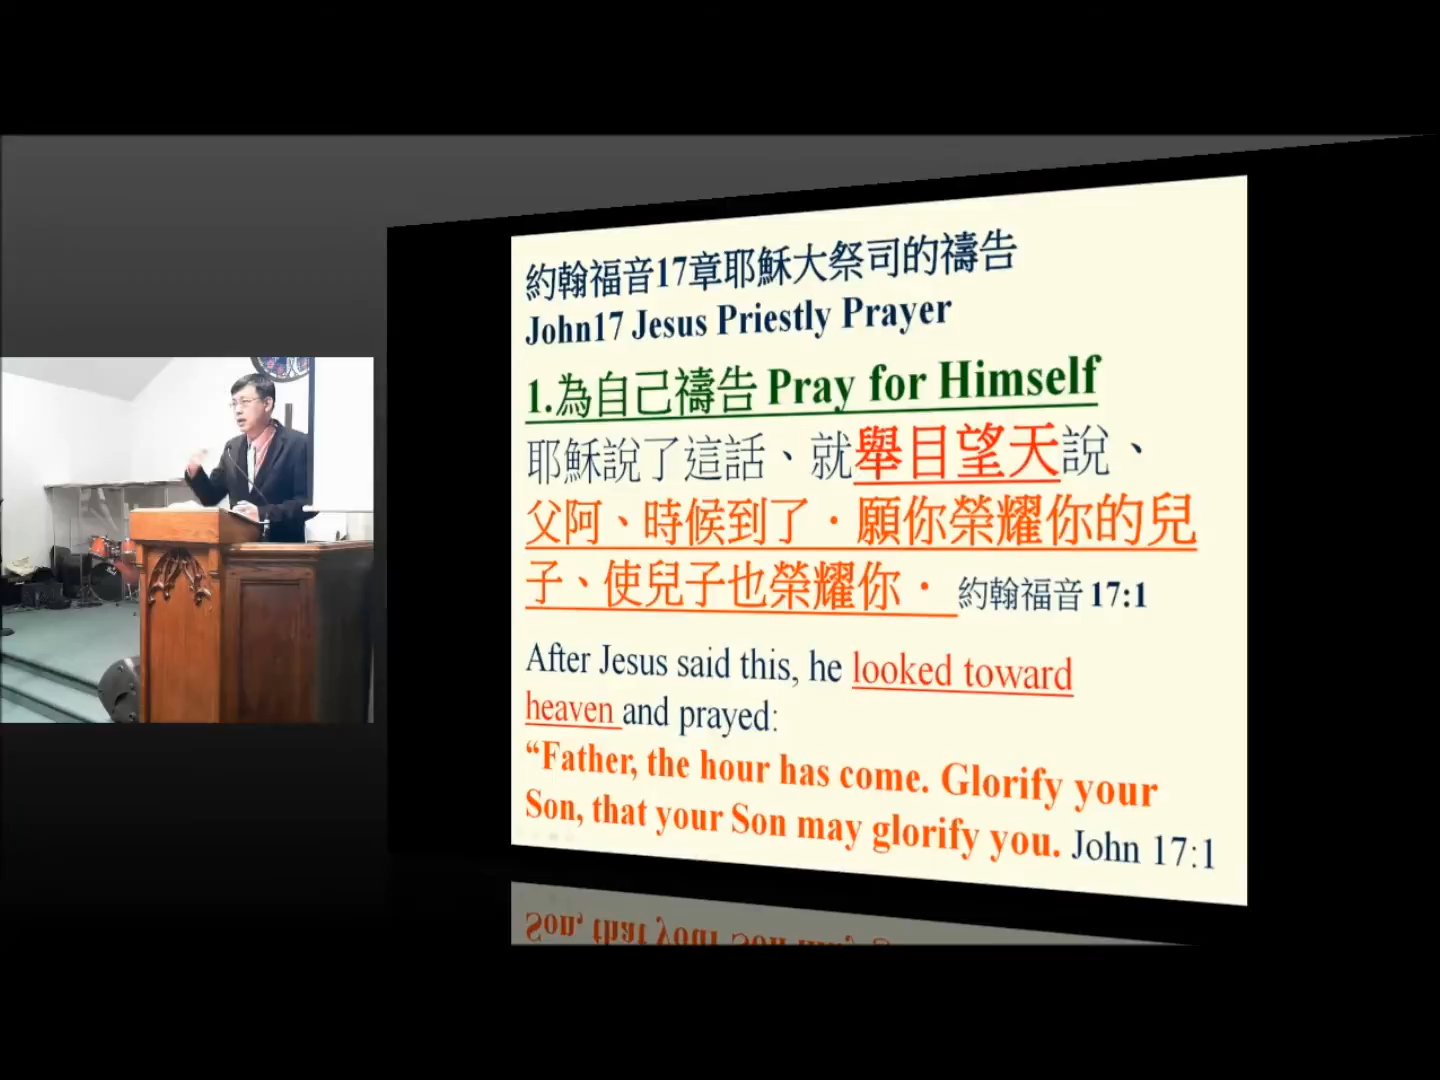 約翰福音17章耶穌大祭司的禱告
John17 Jesus Priestly Prayer
1.為自己禱告 Pray for Himself
耶穌說了這話、就舉目望天說、
父阿、時候到了．願你榮耀你的兒
子、使兒子也榮耀你． 約翰福音 17:1
After Jesus said this, he looked toward
heaven and prayed:
“Father, the hour has come. Glorify your
Son, that your Son may glorify you. John 17:1